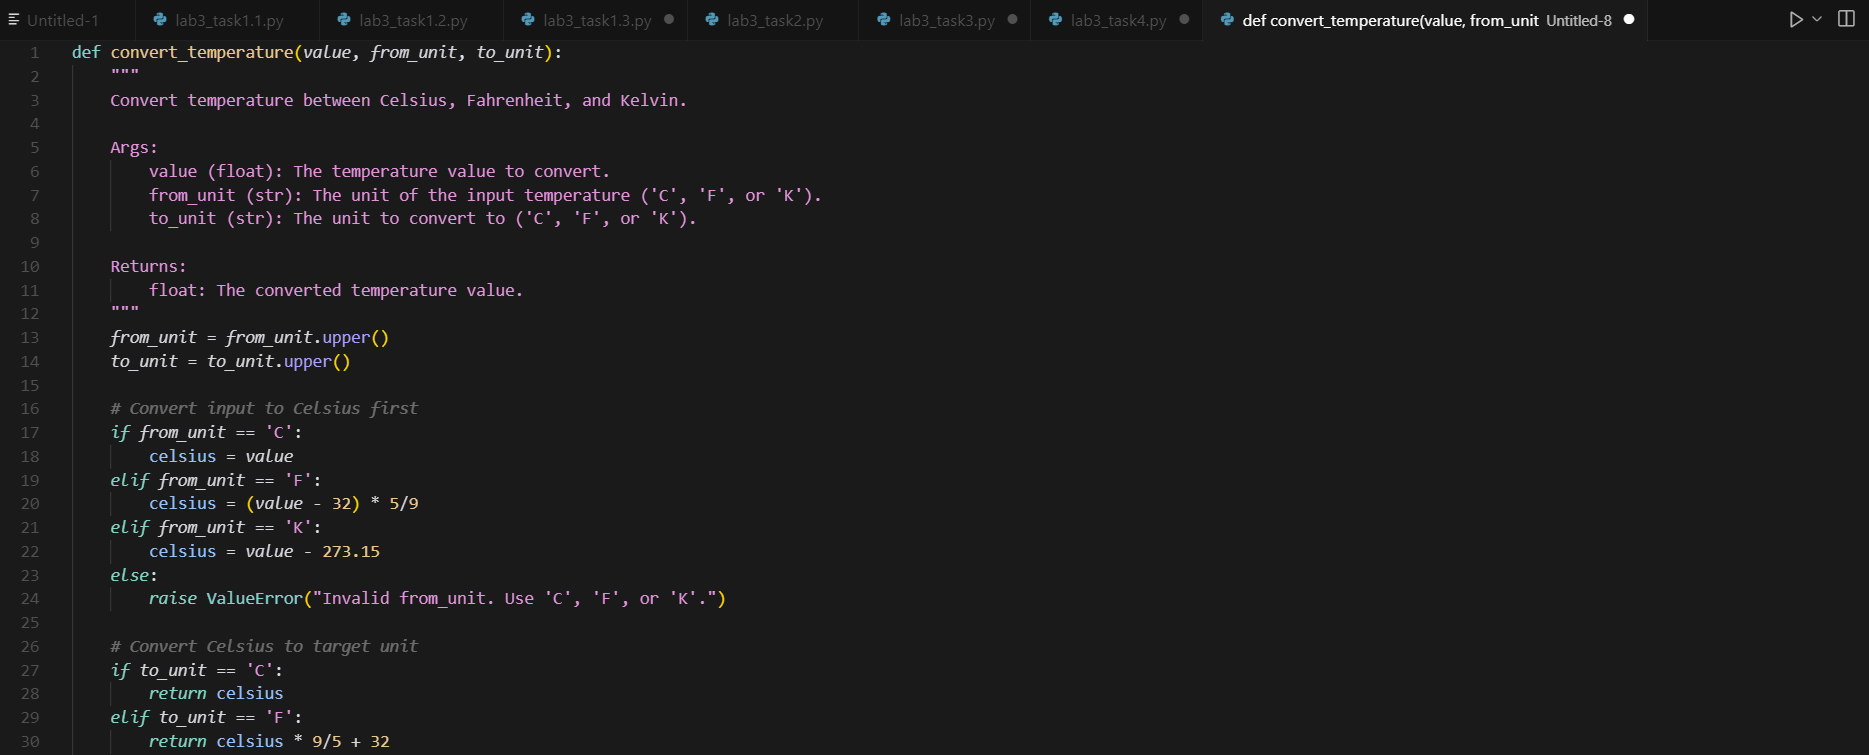 Untitled-1 lab3_task1.1.py lab3_task1.2.py lab3_task1.3.py lab3_task2.py lab3_task3.py lab3_task4.py def convert_temperature(value, from_unit Untitled-8
1 def convert_temperature(value, from_unit, to_unit):
2     """
3     Convert temperature between Celsius, Fahrenheit, and Kelvin.
4
5     Args:
6         value (float): The temperature value to convert.
7         from_unit (str): The unit of the input temperature ('C', 'F', or 'K').
8         to_unit (str): The unit to convert to ('C', 'F', or 'K').
9
10     Returns:
11         float: The converted temperature value.
12     """
13     from_unit = from_unit.upper()
14     to_unit = to_unit.upper()
15
16     # Convert input to Celsius first
17     if from_unit == 'C':
18         celsius = value
19     elif from_unit == 'F':
20         celsius = (value - 32) * 5/9
21     elif from_unit == 'K':
22         celsius = value - 273.15
23     else:
24         raise ValueError("Invalid from_unit. Use 'C', 'F', or 'K'.")
25
26     # Convert Celsius to target unit
27     if to_unit == 'C':
28         return celsius
29     elif to_unit == 'F':
30         return celsius * 9/5 + 32